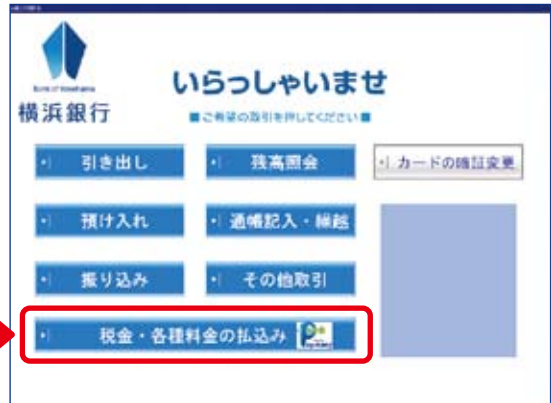 いらっしゃいませ
横浜銀行
■ご希望の取引を押してください■
引き出し
残高照会
カードの暗証変更
預け入れ
通帳記入・繰越
振り込み
その他取引
税金・各種料金の払込み